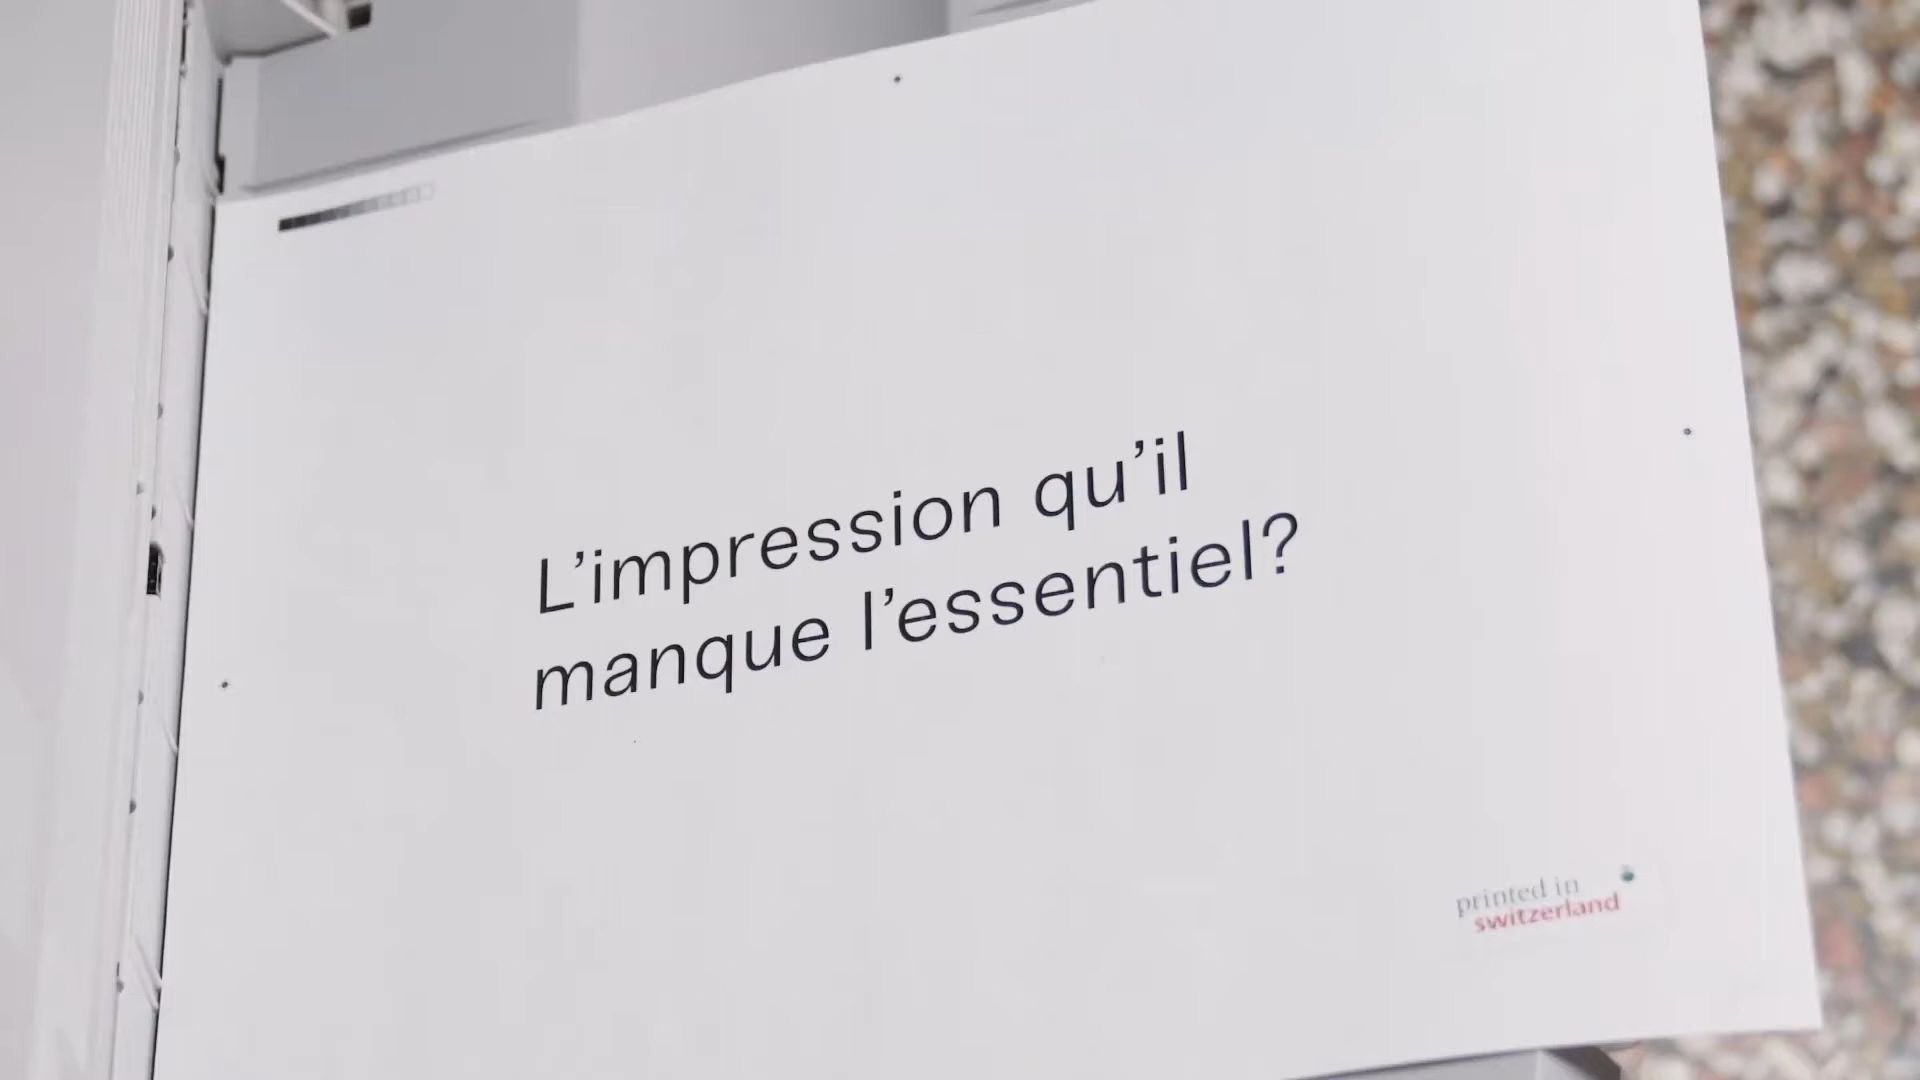 L’impression qu’il
manque l’essentiel?
printed in
switzerland